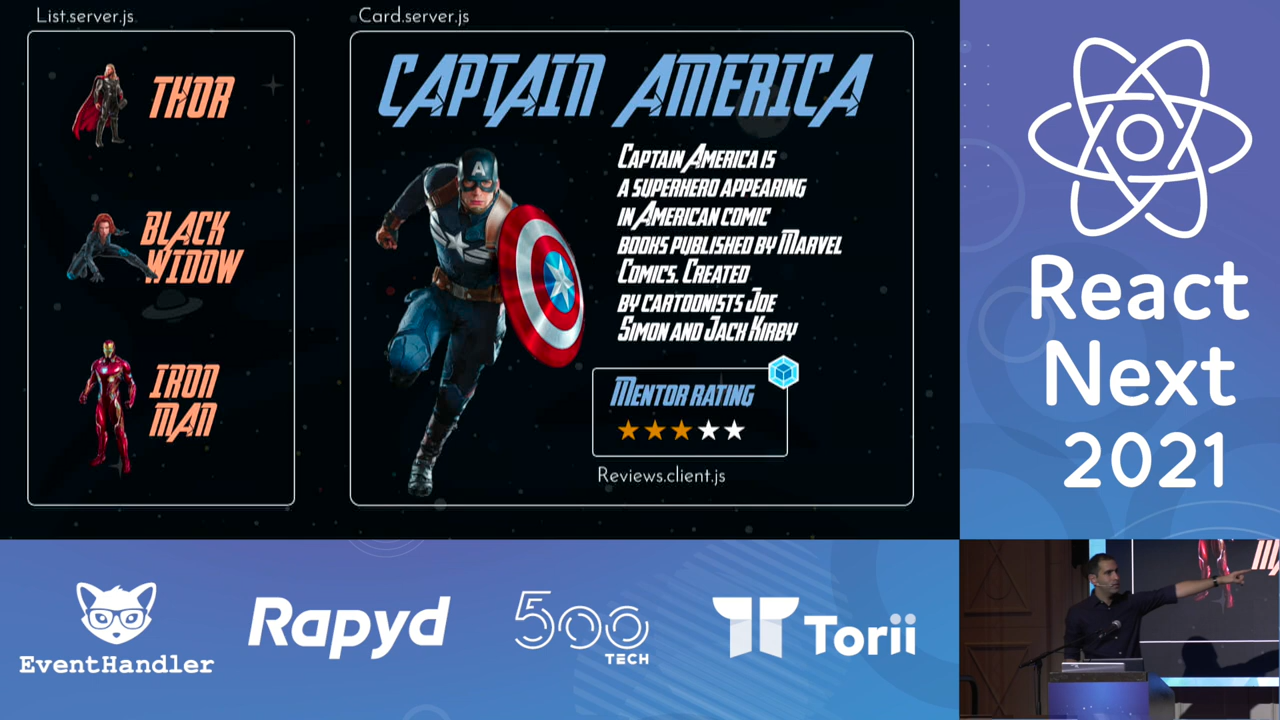 List.server.js
THOR
BLACK
WIDOW
IRON
MAN
Card.server.js
CAPTAIN AMERICA
CAPTAIN AMERICA IS
A SUPERHERO APPEARING
IN AMERICAN COMIC
BOOKS PUBLISHED BY MARVEL
COMICS. CREATED
BY CARTOONISTS JOE
SIMON AND JACK KIRBY
MENTOR RATING
Reviews.client.js
React
Next
2021
EventHandler
Rapyd
500
TECH
Torii